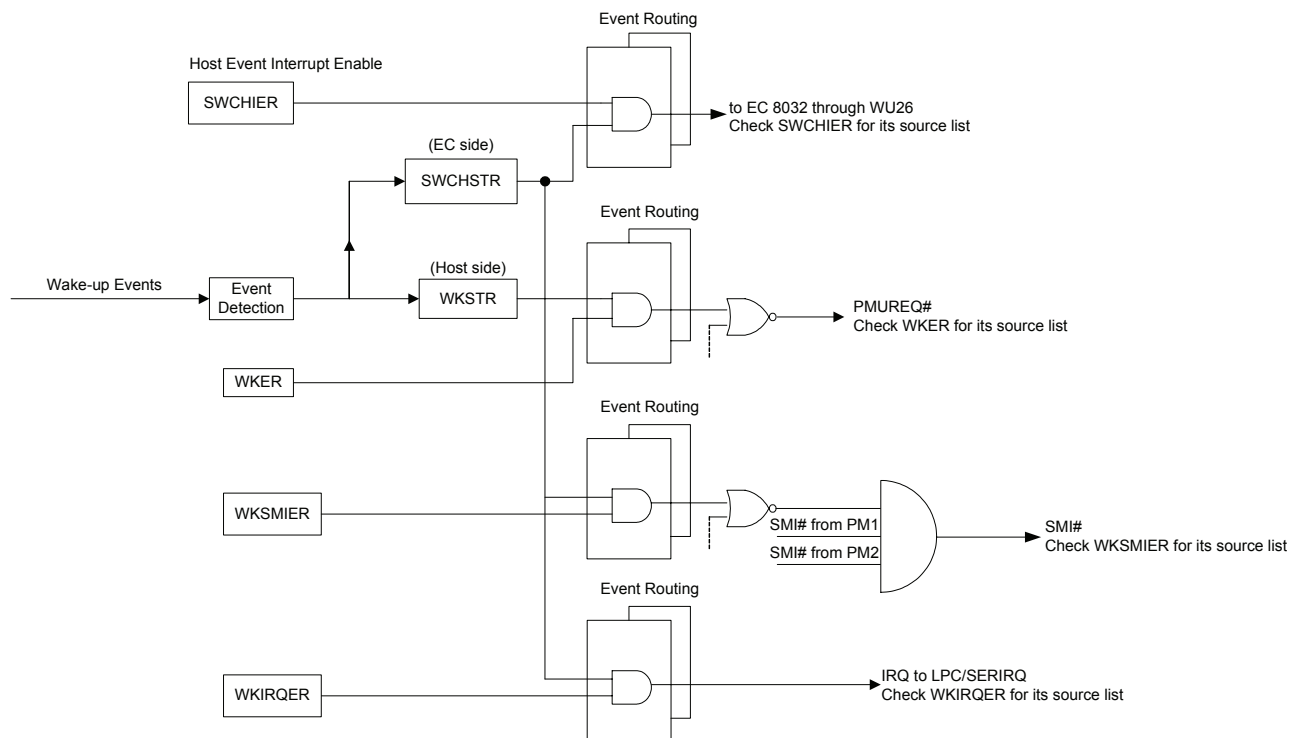 Event Routing
Host Event Interrupt Enable
SWCHIER
to EC 8032 through WU26
Check SWCHIER for its source list
(EC side)
SWCHSTR
Event Routing
(Host side)
Wake-up Events
Event
Detection
WKSTR
PMUREQ#
Check WKER for its source list
WKER
Event Routing
WKSMIER
SMI# from PM1
SMI# from PM2
SMI#
Check WKSMIER for its source list
Event Routing
IRQ to LPC/SERIRQ
Check WKIRQER for its source list
WKIRQER